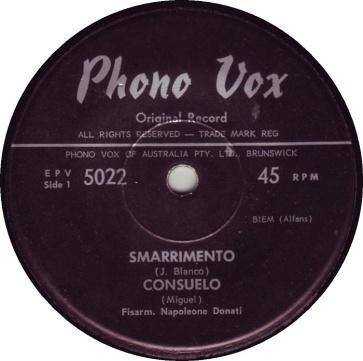 Phono Vox
Original Record
ALL RIGHTS RESERVED — TRADE MARK REG
PHONO VOX OF AUSTRALIA PTY. LTD. BRUNSWICK
EPV 5022 45 RPM
Side 1
BIEM (Alfans)
SMARRIMENTO
(J. Blanco)
CONSUELO
(Miguel)
Fisarm. Napoleone Donati